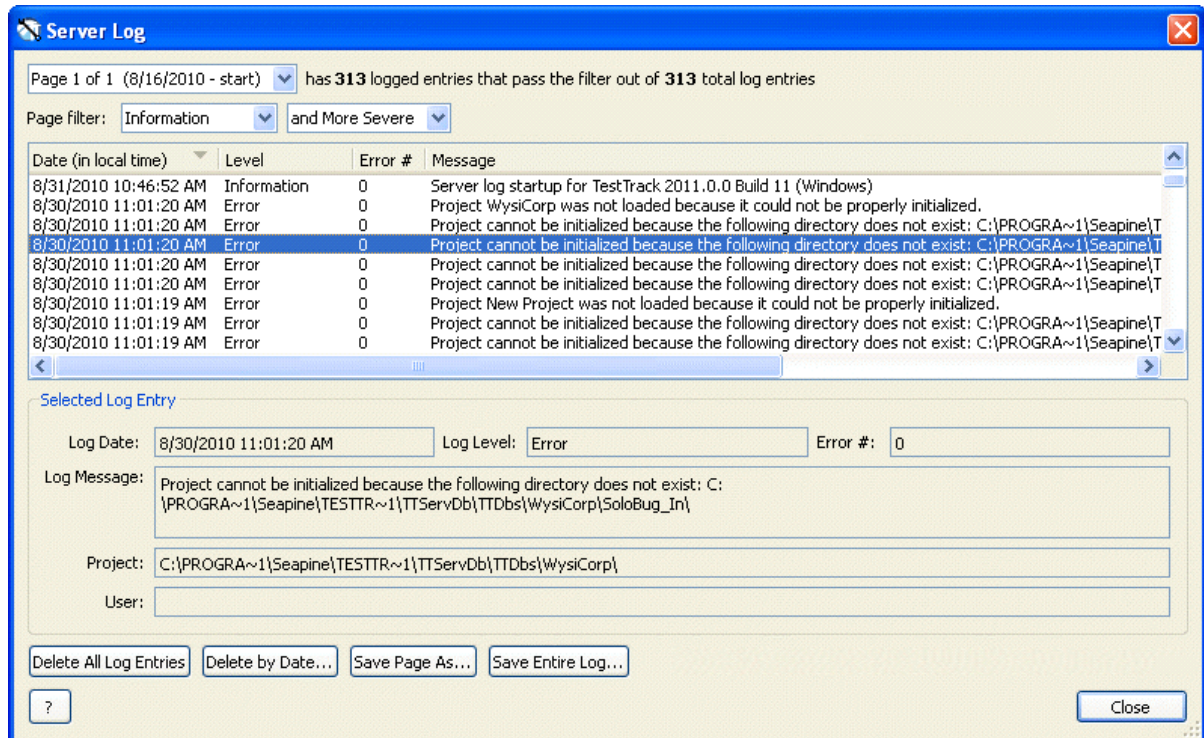 Server Log
Page 1 of 1 (8/16/2010 - start) has 313 logged entries that pass the filter out of 313 total log entries
Page filter: Information and More Severe
Date (in local time) Level Error # Message
8/31/2010 10:46:52 AM Information 0 Server log startup for TestTrack 2011.0.0 Build 11 (Windows)
8/30/2010 11:01:20 AM Error 0 Project WysiCorp was not loaded because it could not be properly initialized.
8/30/2010 11:01:20 AM Error 0 Project cannot be initialized because the following directory does not exist: C:\PROGRA~1\Seapine\T
8/30/2010 11:01:20 AM Error 0 Project cannot be initialized because the following directory does not exist: C:\PROGRA~1\Seapine\T
8/30/2010 11:01:20 AM Error 0 Project cannot be initialized because the following directory does not exist: C:\PROGRA~1\Seapine\T
8/30/2010 11:01:20 AM Error 0 Project cannot be initialized because the following directory does not exist: C:\PROGRA~1\Seapine\T
8/30/2010 11:01:19 AM Error 0 Project New Project was not loaded because it could not be properly initialized.
8/30/2010 11:01:19 AM Error 0 Project cannot be initialized because the following directory does not exist: C:\PROGRA~1\Seapine\T
8/30/2010 11:01:19 AM Error 0 Project cannot be initialized because the following directory does not exist: C:\PROGRA~1\Seapine\T
Selected Log Entry
Log Date: 8/30/2010 11:01:20 AM Log Level: Error Error #: 0
Log Message: Project cannot be initialized because the following directory does not exist: C:
\PROGRA~1\Seapine\TESTTR~1\TTServDb\TTDbs\WysiCorp\SoloBug_In\
Project: C:\PROGRA~1\Seapine\TESTTR~1\TTServDb\TTDbs\WysiCorp\
User:
Delete All Log Entries Delete by Date... Save Page As... Save Entire Log...
? Close